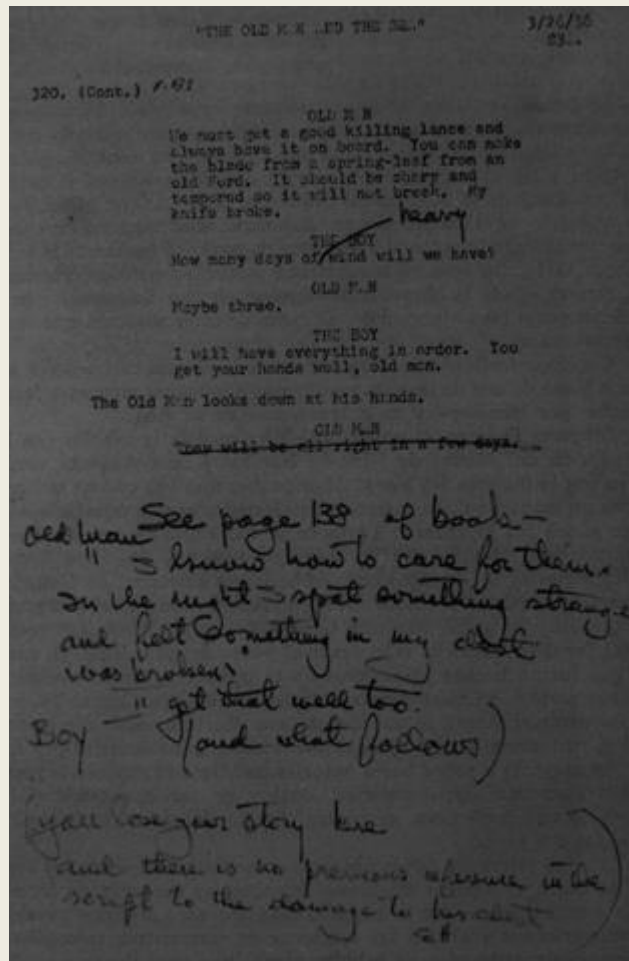 "THE OLD M.N .ND THE SEA."
3/26/56
83..
320. (Cont.)
OLD M.N
We must get a good killing lance and
always have it on board. You can make
the blade from a spring-leaf from an
old Ford. It should be sharp and
tempered so it will not break. My
knife broke.
heavy
THE BOY
How many days of wind will we have?
OLD M.N
Maybe three.
THE BOY
I will have everything in order. You
get your hands well, old man.
The Old Man looks down at his hands.
OLD M.N
They will be all right in a few days.
See page 138 of book —
old man
" I know how to care for them.
In the night I spat something strange
and felt something in my chest
was broken.
" get that well too.
Boy
(and what follows)
(you lose your story here
and there is no previous reference in the
script to the damage to his chest
EH